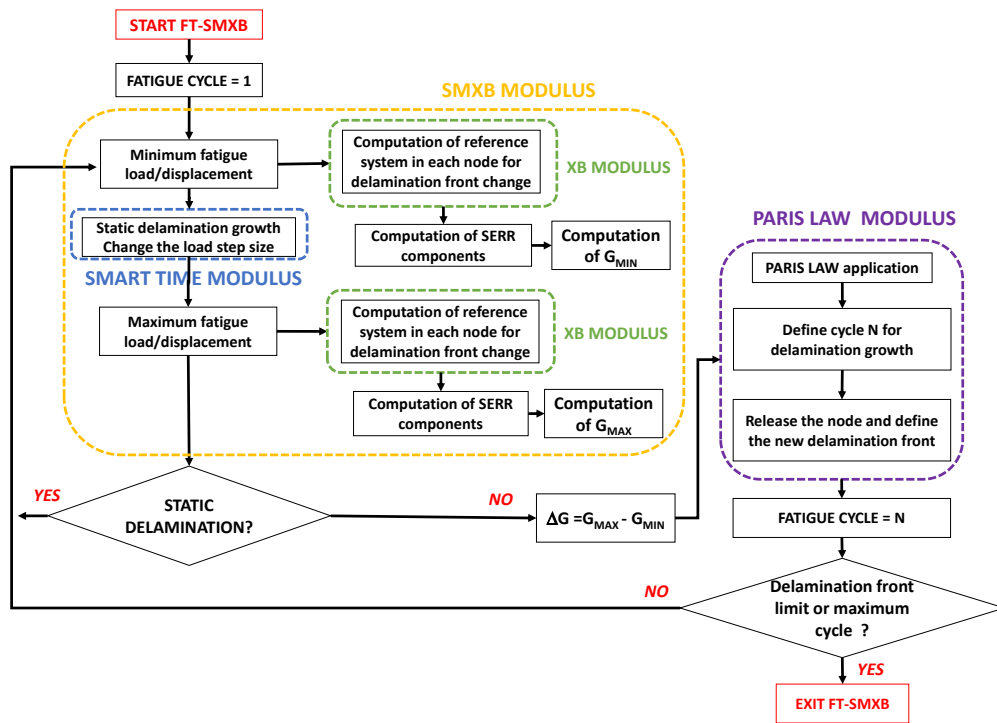 START FT-SMXB
FATIGUE CYCLE = 1
SMXB MODULUS
Minimum fatigue
load/displacement
Computation of reference
system in each node for
delamination front change
XB MODULUS
Static delamination growth
Change the load step size
SMART TIME MODULUS
Computation of SERR
components
Computation
of GMIN
Maximum fatigue
load/displacement
Computation of reference
system in each node for
delamination front change
XB MODULUS
Computation of SERR
components
Computation
of GMAX
YES
STATIC
DELAMINATION?
NO
ΔG =GMAX - GMIN
PARIS LAW MODULUS
PARIS LAW application
Define cycle N for
delamination growth
Release the node and define
the new delamination front
FATIGUE CYCLE = N
NO
Delamination front
limit or maximum
cycle ?
YES
EXIT FT-SMXB